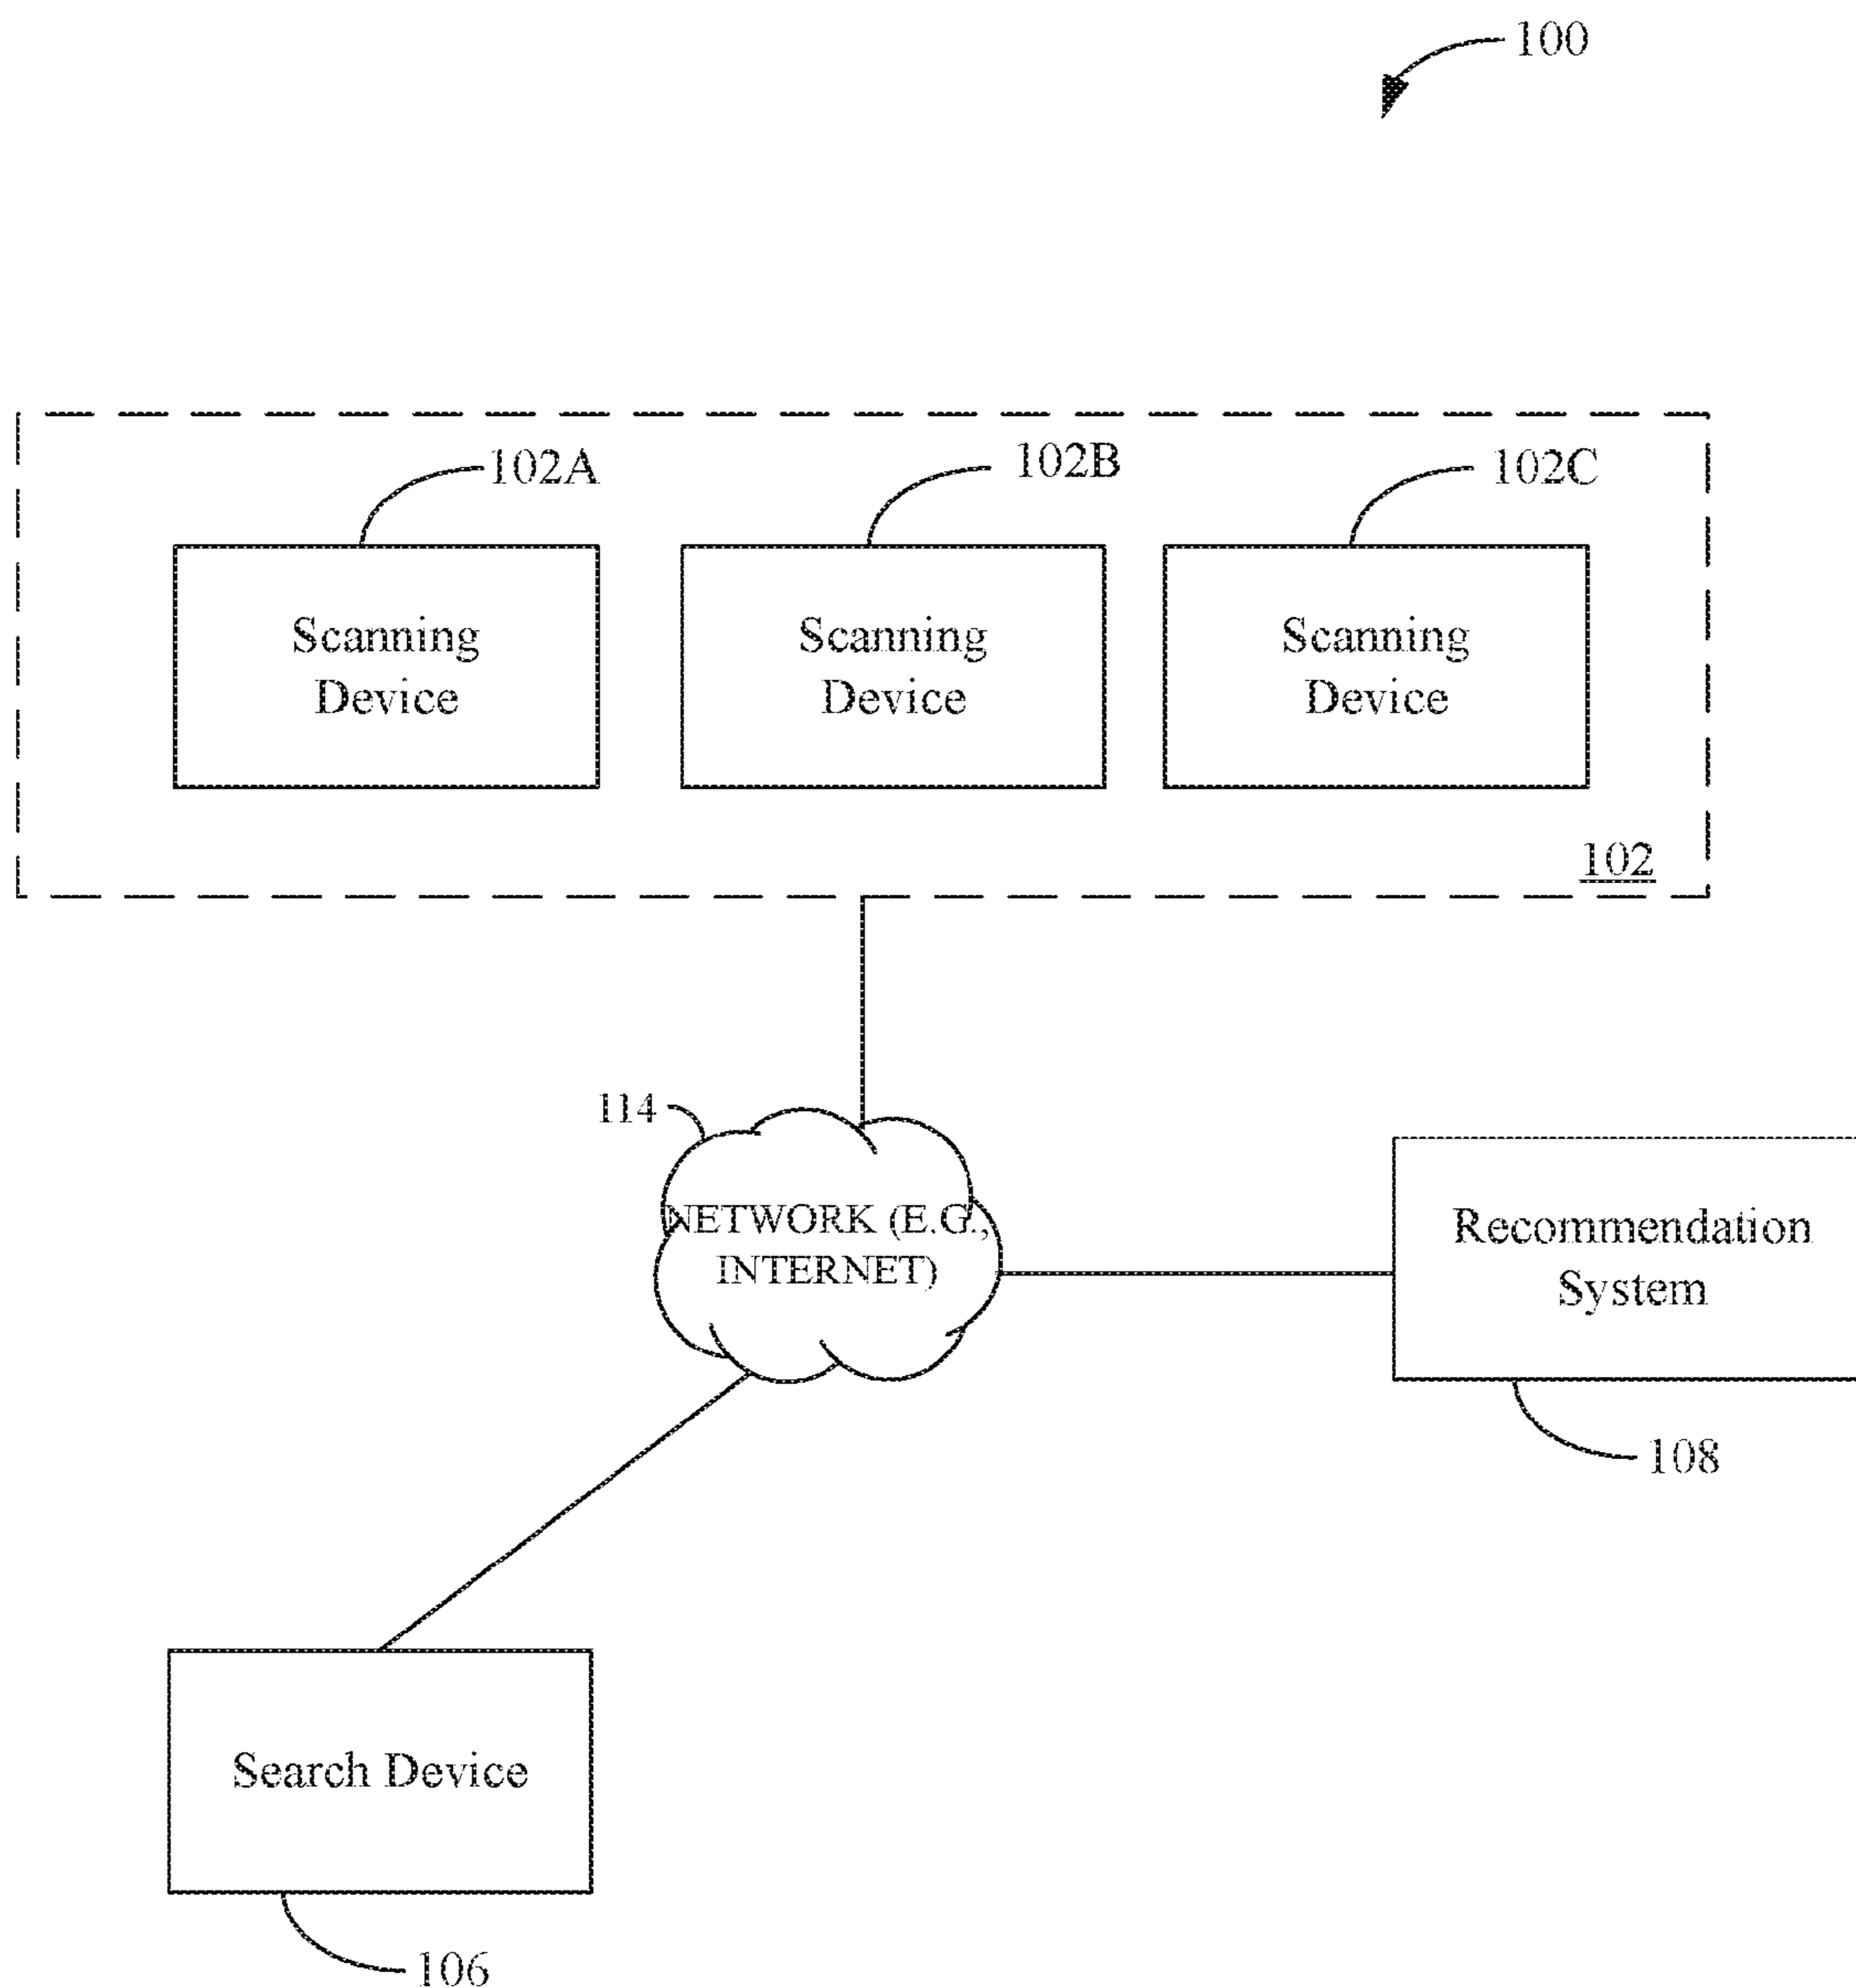 100
102A
102B
102C
Scanning
Device
Scanning
Device
Scanning
Device
102
114
NETWORK (E.G.,
INTERNET)
Recommendation
System
108
Search Device
106